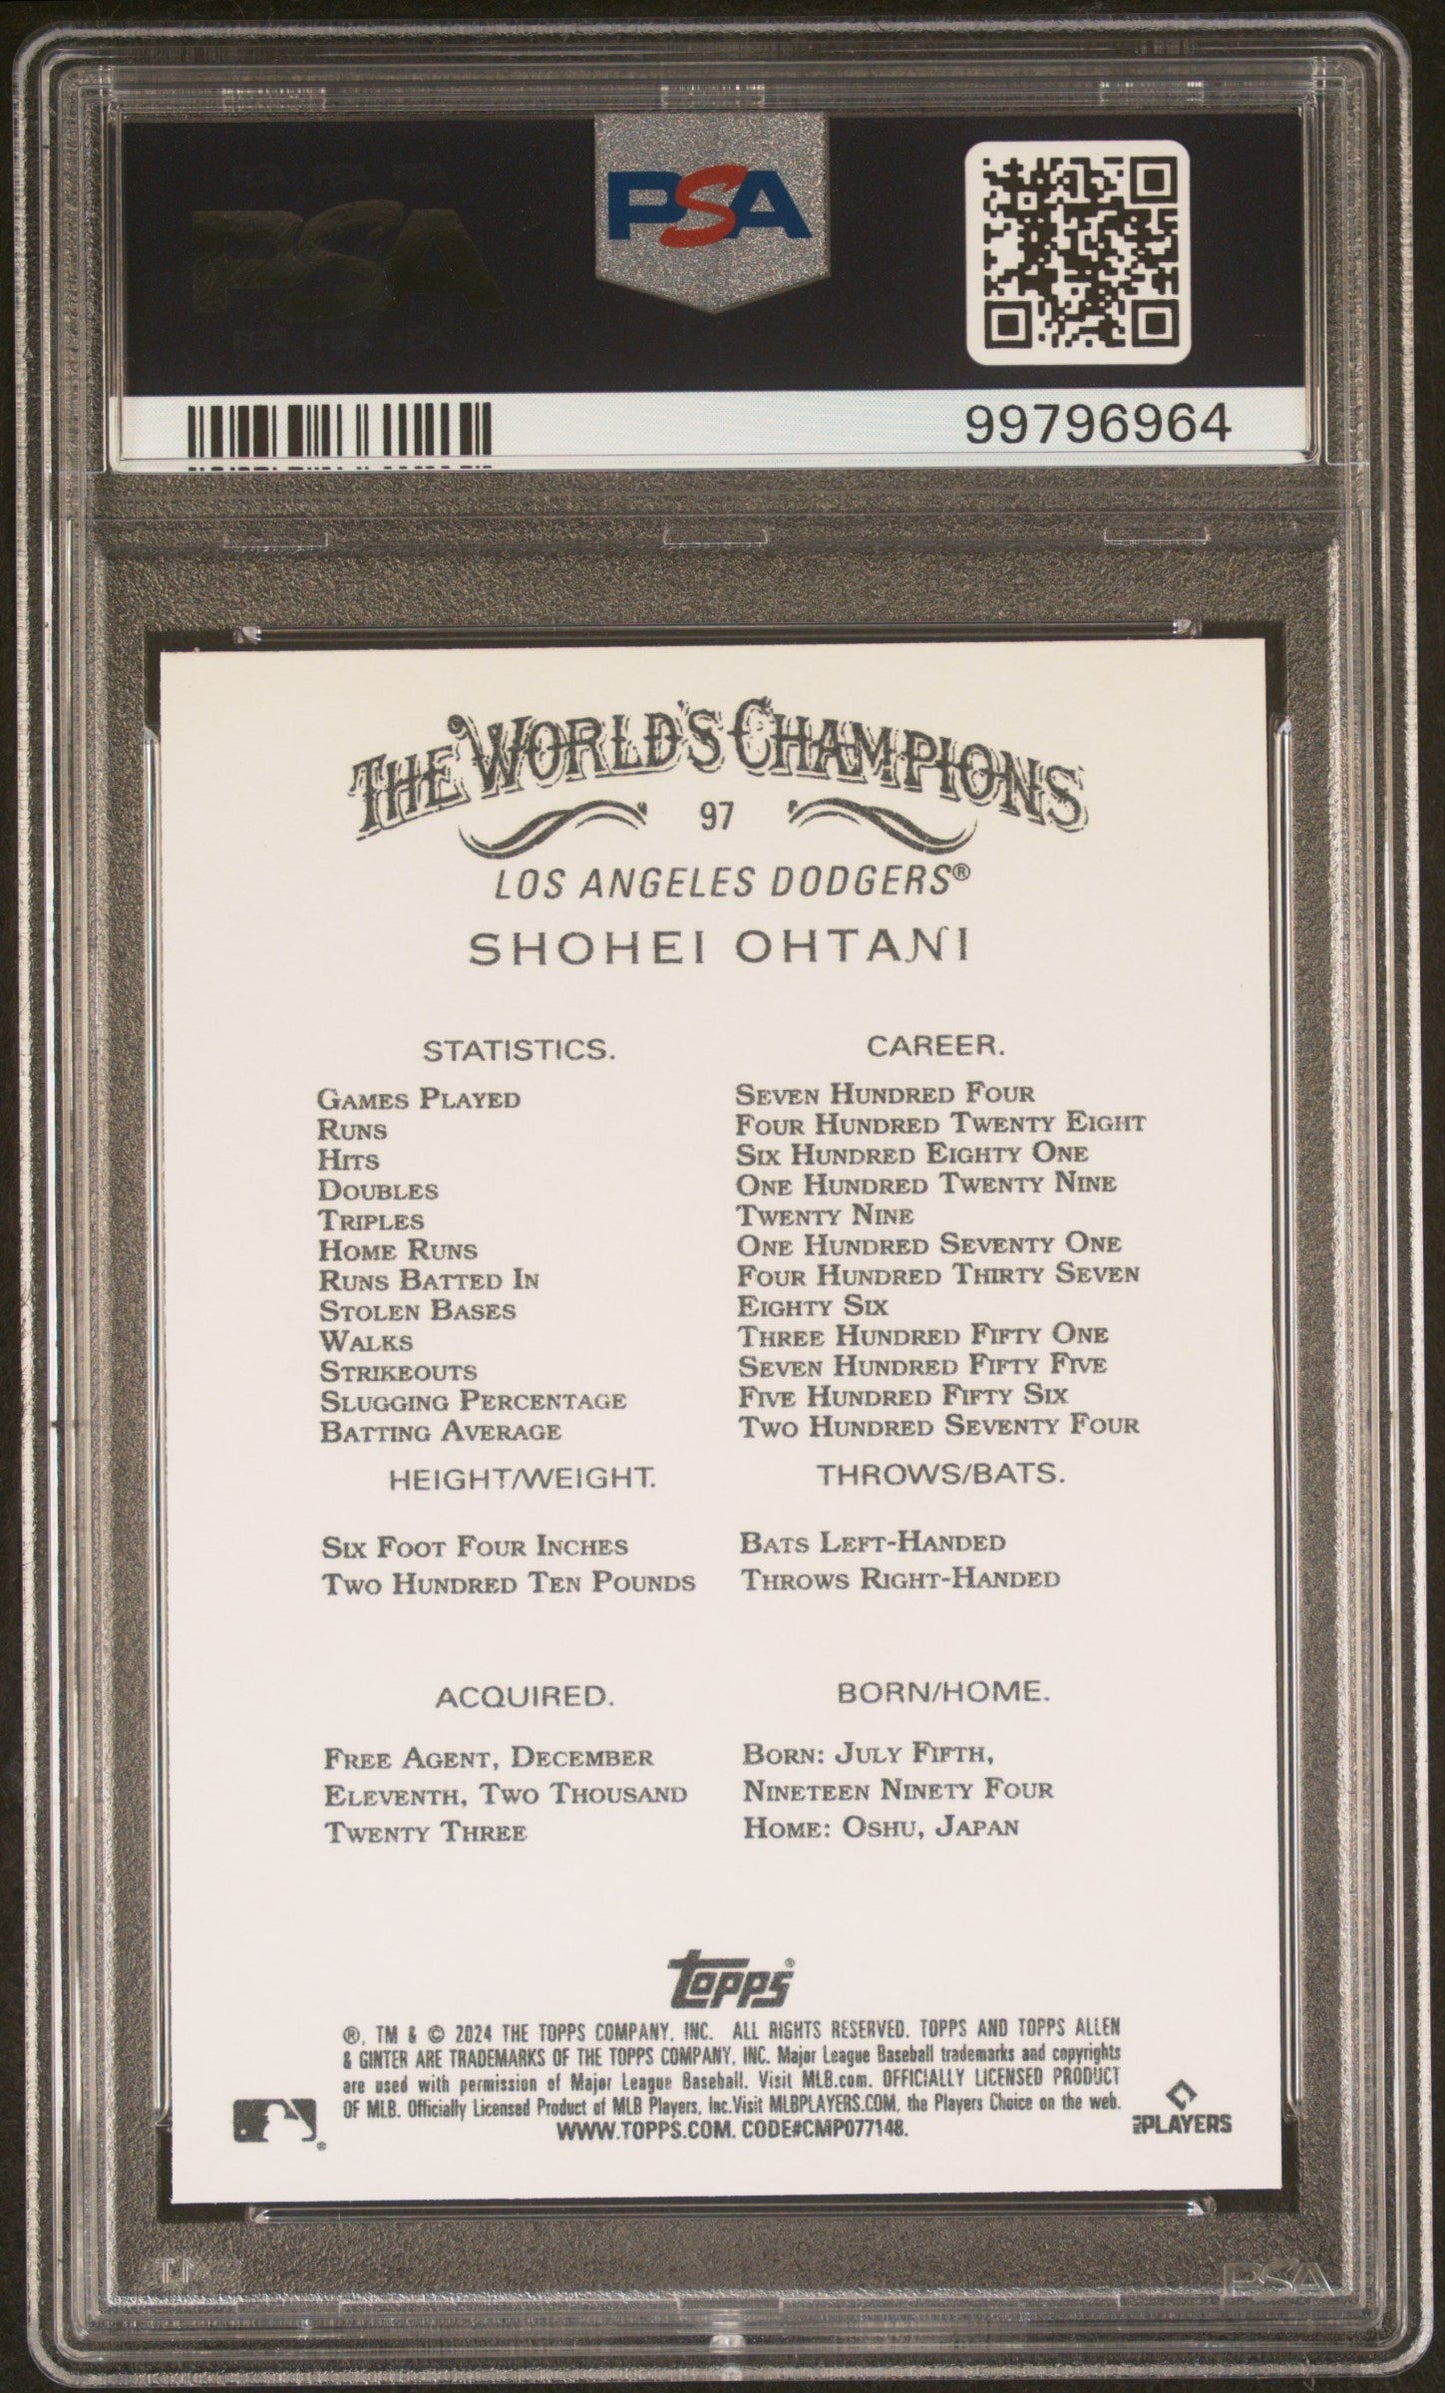 PSA
PSA
99796964
THE WORLD'S CHAMPIONS
97
LOS ANGELES DODGERS®
SHOHEI OHTANI
STATISTICS. CAREER.
GAMES PLAYED SEVEN HUNDRED FOUR
RUNS FOUR HUNDRED TWENTY EIGHT
HITS SIX HUNDRED EIGHTY ONE
DOUBLES ONE HUNDRED TWENTY NINE
TRIPLES TWENTY NINE
HOME RUNS ONE HUNDRED SEVENTY ONE
RUNS BATTED IN FOUR HUNDRED THIRTY SEVEN
STOLEN BASES EIGHTY SIX
WALKS THREE HUNDRED FIFTY ONE
STRIKEOUTS SEVEN HUNDRED FIFTY FIVE
SLUGGING PERCENTAGE FIVE HUNDRED FIFTY SIX
BATTING AVERAGE TWO HUNDRED SEVENTY FOUR
HEIGHT/WEIGHT. THROWS/BATS.
SIX FOOT FOUR INCHES BATS LEFT-HANDED
TWO HUNDRED TEN POUNDS THROWS RIGHT-HANDED
ACQUIRED. BORN/HOME.
FREE AGENT, DECEMBER BORN: JULY FIFTH,
ELEVENTH, TWO THOUSAND NINETEEN NINETY FOUR
TWENTY THREE HOME: OSHU, JAPAN
topps®
®, TM & © 2024 THE TOPPS COMPANY, INC. ALL RIGHTS RESERVED. TOPPS AND TOPPS ALLEN
& GINTER ARE TRADEMARKS OF THE TOPPS COMPANY, INC. Major League Baseball trademarks and copyrights
are used with permission of Major League Baseball. Visit MLB.com. OFFICIALLY LICENSED PRODUCT
OF MLB. Officially Licensed Product of MLB Players, Inc.Visit MLBPLAYERS.COM, the Players Choice on the web.
WWW.TOPPS.COM. CODE#CMP077148.
®
MLB PLAYERS
PSA